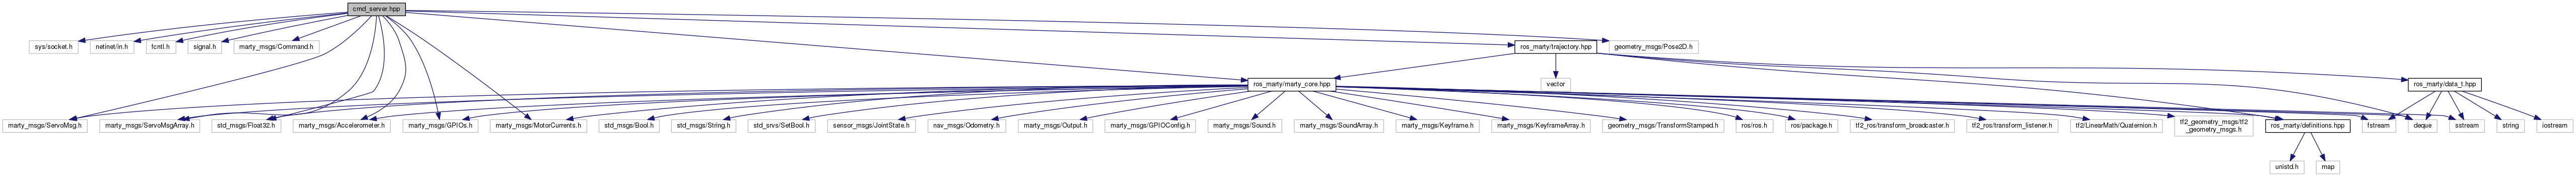 cmd_server.hpp
sys/socket.h
netinet/in.h
fcntl.h
signal.h
marty_msgs/Command.h
ros_marty/trajectory.hpp
geometry_msgs/Pose2D.h
ros_marty/marty_core.hpp
vector
ros_marty/data_t.hpp
marty_msgs/ServoMsg.h
marty_msgs/ServoMsgArray.h
std_msgs/Float32.h
marty_msgs/Accelerometer.h
marty_msgs/GPIOs.h
marty_msgs/MotorCurrents.h
std_msgs/Bool.h
std_msgs/String.h
std_srvs/SetBool.h
sensor_msgs/JointState.h
nav_msgs/Odometry.h
marty_msgs/Output.h
marty_msgs/GPIOConfig.h
marty_msgs/Sound.h
marty_msgs/SoundArray.h
marty_msgs/Keyframe.h
marty_msgs/KeyframeArray.h
geometry_msgs/TransformStamped.h
ros/ros.h
ros/package.h
tf2_ros/transform_broadcaster.h
tf2_ros/transform_listener.h
tf2/LinearMath/Quaternion.h
tf2_geometry_msgs/tf2
_geometry_msgs.h
ros_marty/definitions.hpp
fstream
deque
sstream
string
iostream
unistd.h
map